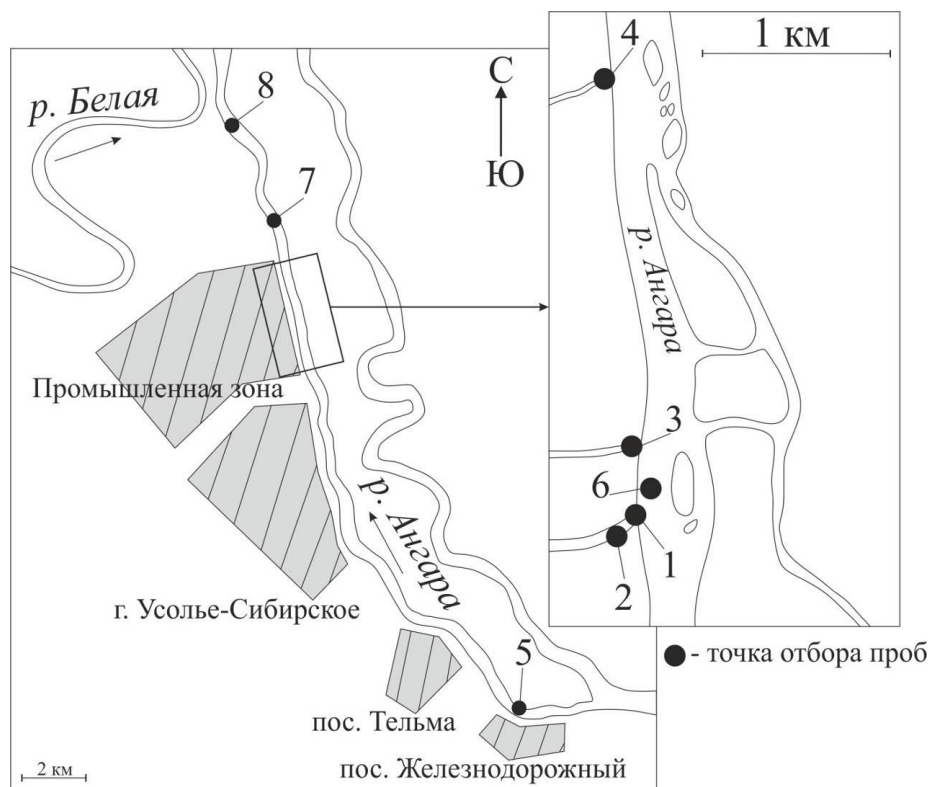 р. Белая
8
7
С
Ю
Промышленная зона
р. Ангара
г. Усолье-Сибирское
5
пос. Тельма
пос. Железнодорожный
2 км
4
1 км
р. Ангара
3
6
1
2
- точка отбора проб